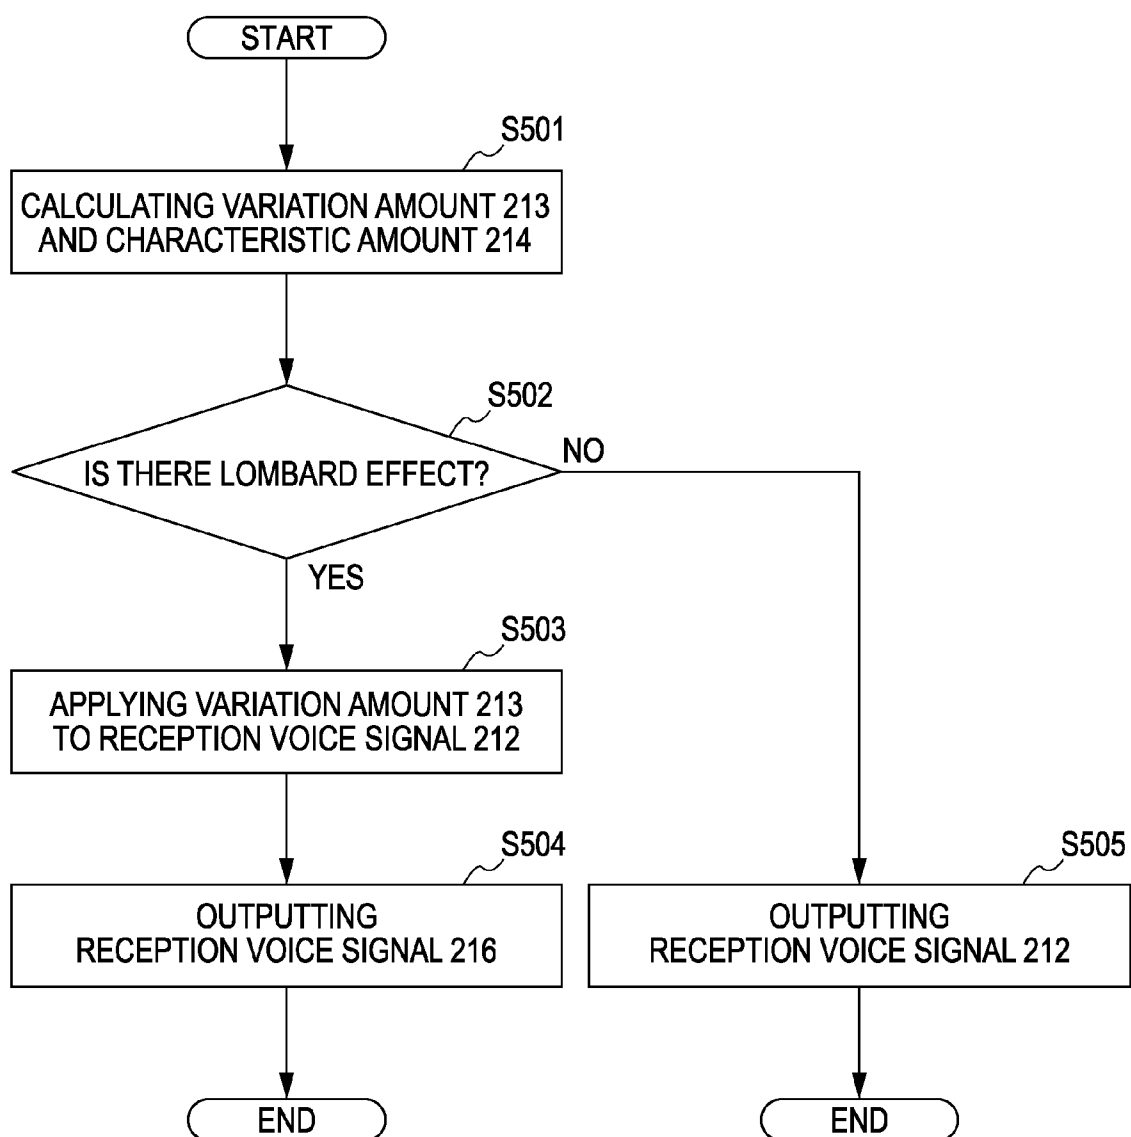 START
S501
CALCULATING VARIATION AMOUNT 213
AND CHARACTERISTIC AMOUNT 214
S502
IS THERE LOMBARD EFFECT?
NO
YES
S503
APPLYING VARIATION AMOUNT 213
TO RECEPTION VOICE SIGNAL 212
S504
OUTPUTTING
RECEPTION VOICE SIGNAL 216
S505
OUTPUTTING
RECEPTION VOICE SIGNAL 212
END
END